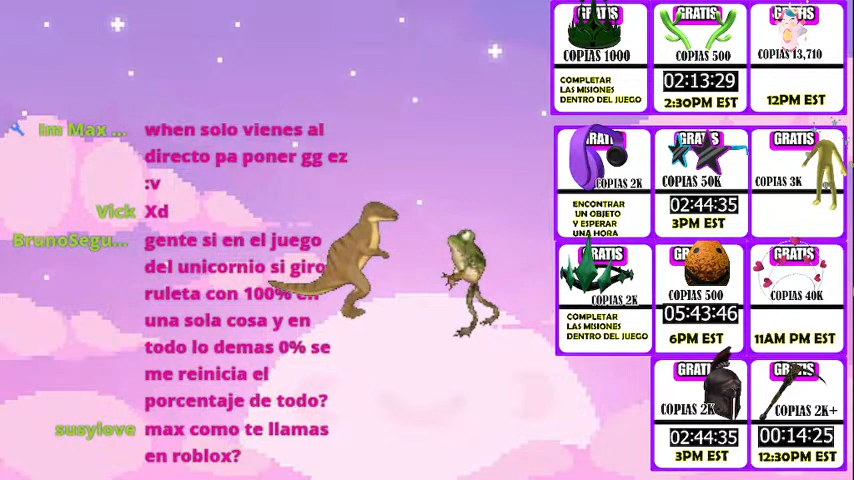 Im Max ... when solo vienes al
directo pa poner gg ez
:v
Vick Xd
BrunoSegu... gente si en el juego
del unicornio si giro
ruleta con 100% en
una sola cosa y en
todo lo demas 0% se
me reinicia el
porcentaje de todo?
susylove max como te llamas
en roblox?
GRATIS
COPIAS 1000
COMPLETAR
LAS MISIONES
DENTRO DEL JUEGO
GRATIS
COPIAS 500
02:13:29
2:30PM EST
GRATIS
COPIAS 13,710
12PM EST
GRATIS
COPIAS 2K
ENCONTRAR
UN OBJETO
Y ESPERAR
UNA HORA
GRATIS
COPIAS 50K
02:44:35
3PM EST
GRATIS
COPIAS 3K
GRATIS
COPIAS 2K
COMPLETAR
LAS MISIONES
DENTRO DEL JUEGO
GRATIS
COPIAS 500
05:43:46
6PM EST
GRATIS
COPIAS 40K
11AM PM EST
GRATIS
COPIAS 2K
02:44:35
3PM EST
GRATIS
COPIAS 2K+
00:14:25
12:30PM EST